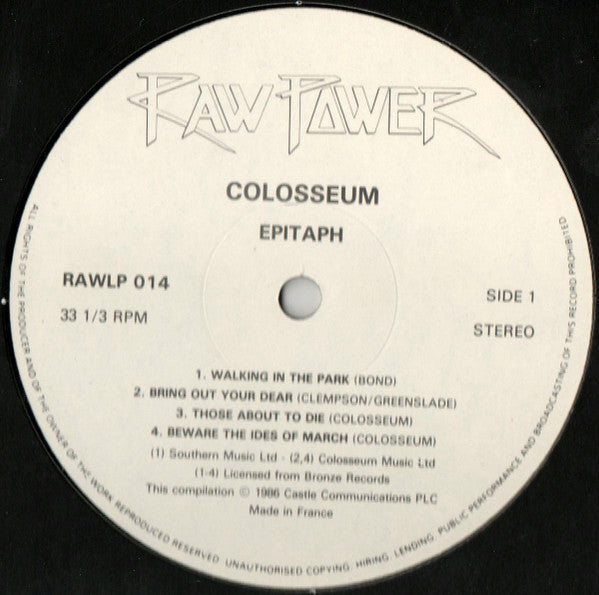 RAW POWER
COLOSSEUM
EPITAPH
RAWLP 014
SIDE 1
33 1/3 RPM
STEREO
1. WALKING IN THE PARK (BOND)
2. BRING OUT YOUR DEAR (CLEMPSON/GREENSLADE)
3. THOSE ABOUT TO DIE (COLOSSEUM)
4. BEWARE THE IDES OF MARCH (COLOSSEUM)
(1) Southern Music Ltd - (2,4) Colosseum Music Ltd
(1-4) Licensed from Bronze Records
This compilation © 1986 Castle Communications PLC
Made in France
ALL RIGHTS OF THE PRODUCER AND OF THE OWNER OF THE WORK REPRODUCED RESERVED. UNAUTHORISED COPYING, HIRING, LENDING, PUBLIC PERFORMANCE AND BROADCASTING OF THIS RECORD PROHIBITED